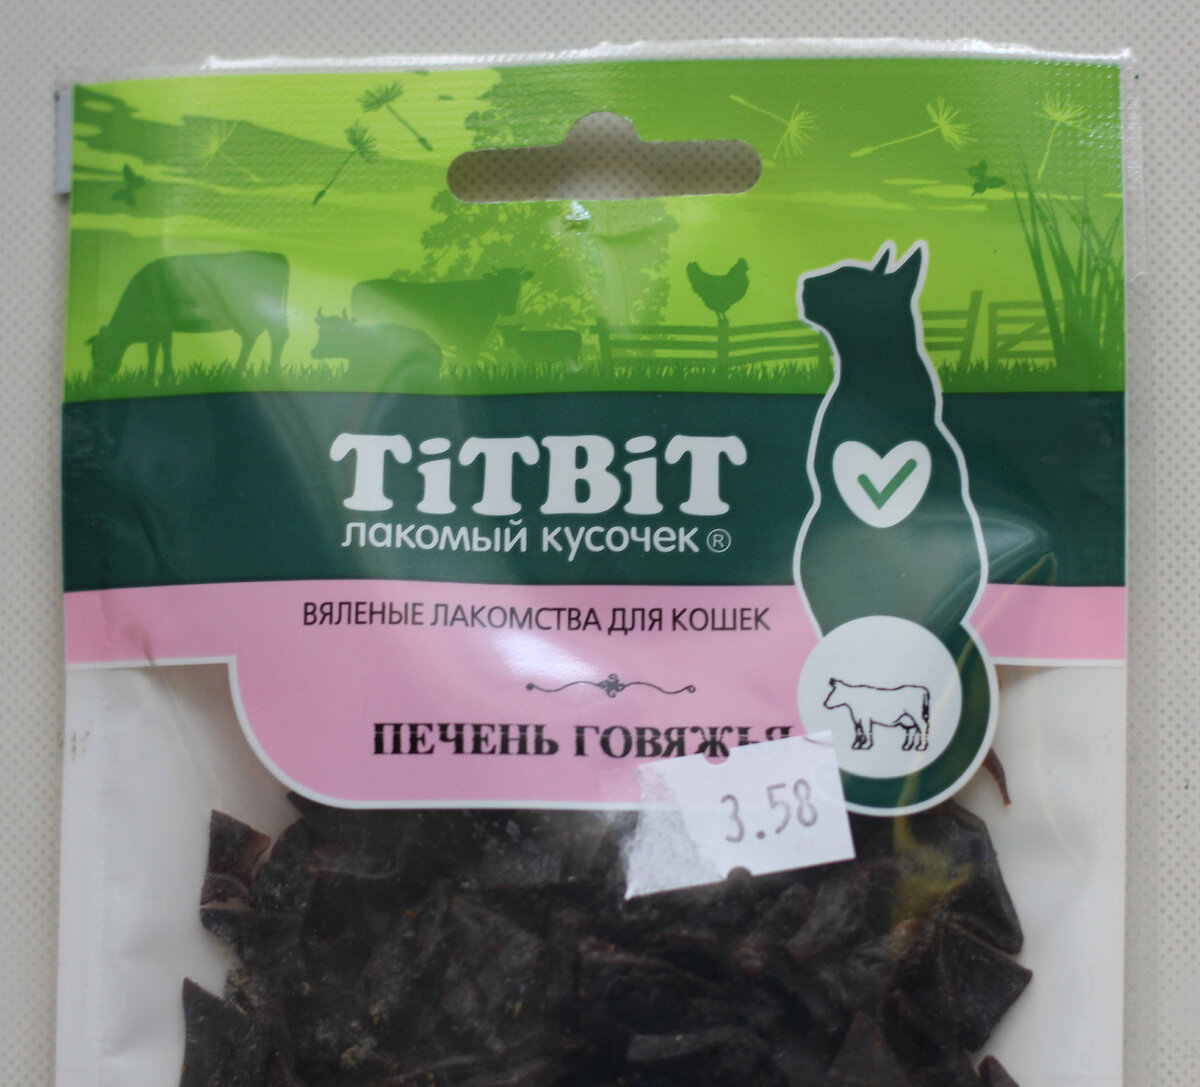 TiTBiT
лакомый кусочек ®
ВЯЛЕНЫЕ ЛАКОМСТВА ДЛЯ КОШЕК
ПЕЧЕНЬ ГОВЯЖЬЯ
3.58